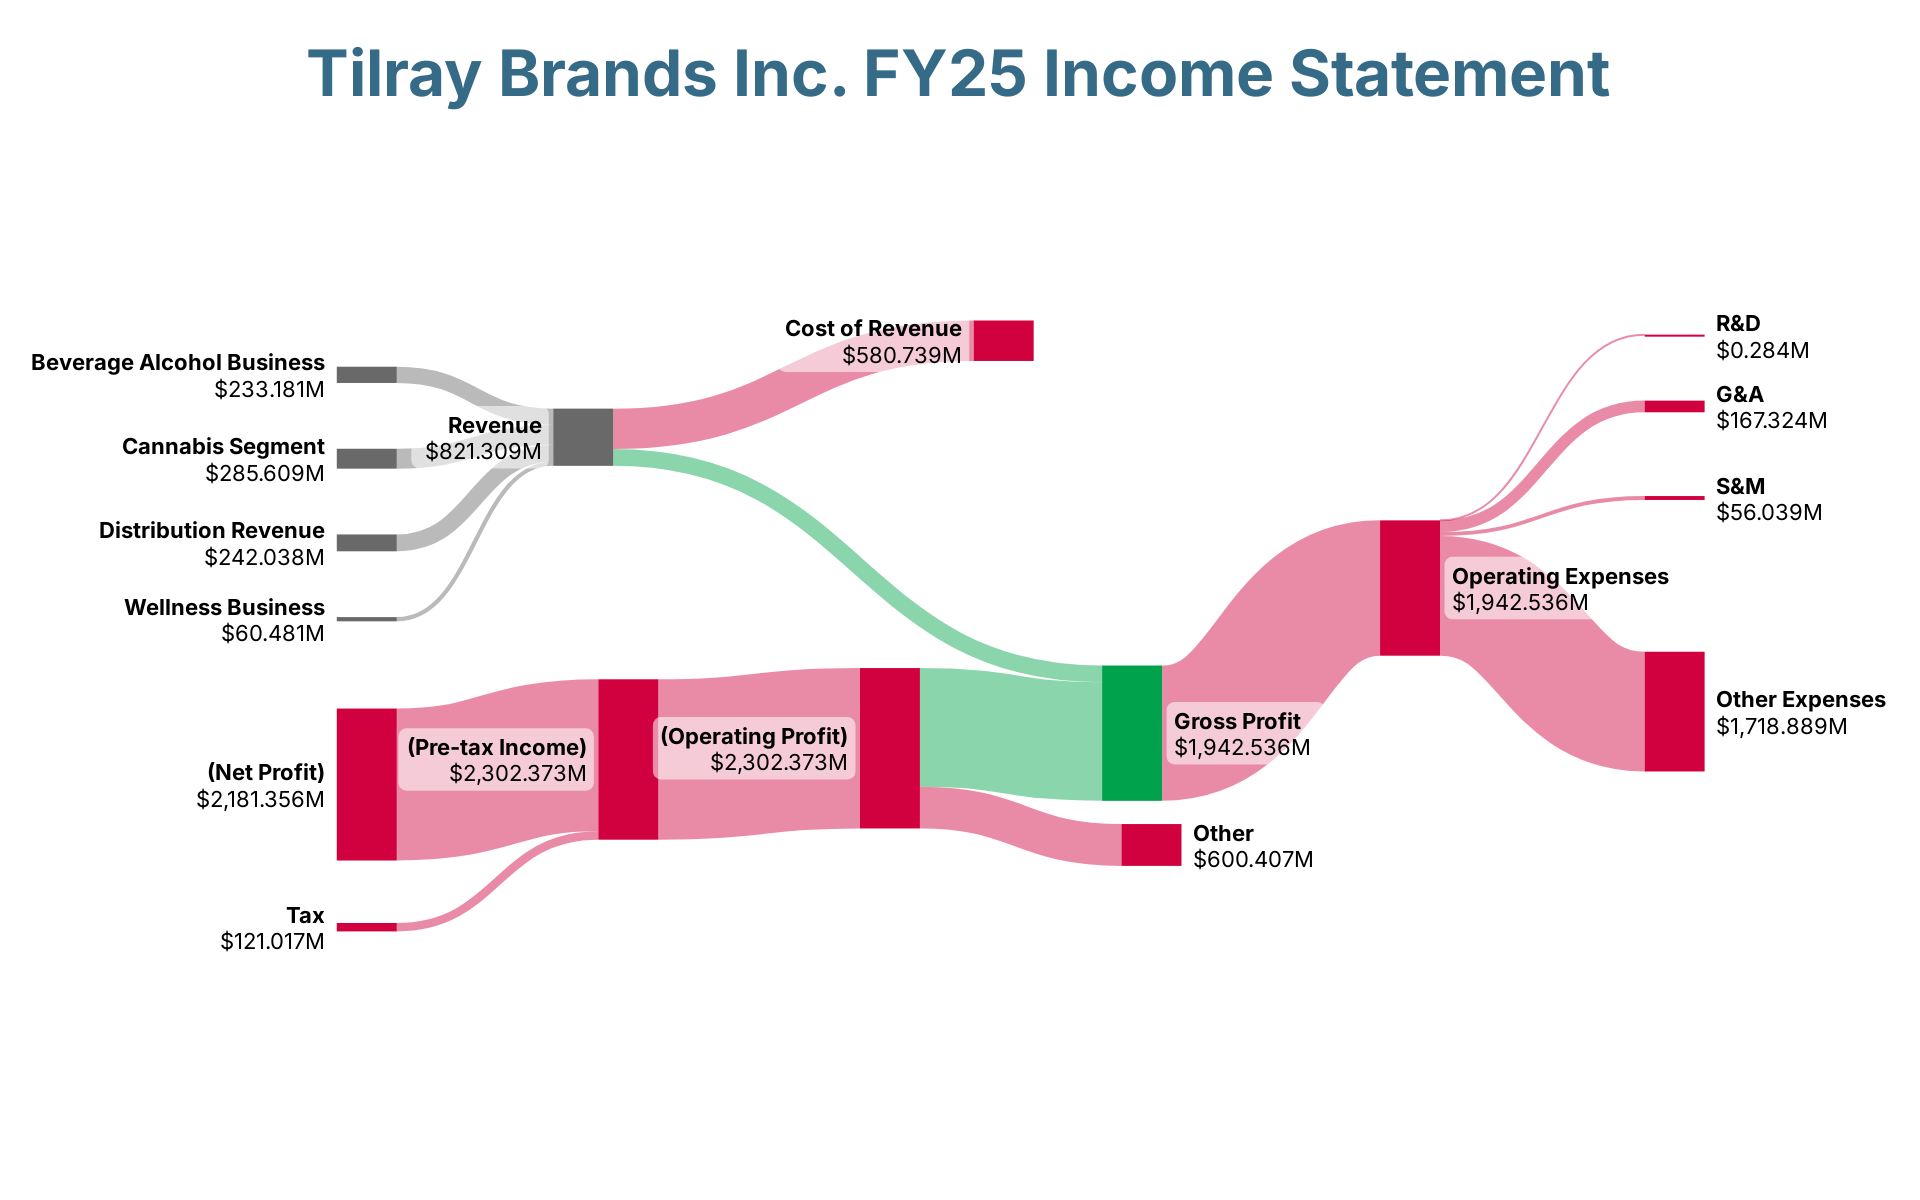 Tilray Brands Inc. FY25 Income Statement
Beverage Alcohol Business
$233.181M
Cannabis Segment
$285.609M
Distribution Revenue
$242.038M
Wellness Business
$60.481M
Revenue
$821.309M
Cost of Revenue
$580.739M
(Net Profit)
$2,181.356M
Tax
$121.017M
(Pre-tax Income)
$2,302.373M
(Operating Profit)
$2,302.373M
Gross Profit
$1,942.536M
Other
$600.407M
Operating Expenses
$1,942.536M
R&D
$0.284M
G&A
$167.324M
S&M
$56.039M
Other Expenses
$1,718.889M